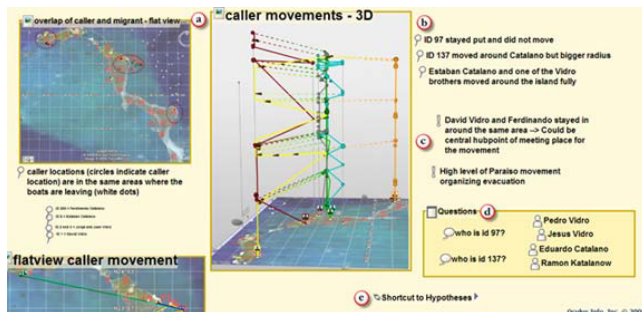 overlap of caller and migrant - flat view
a
caller locations (circles indicate caller
location) are in the same areas where the
boats are leaving (white dots)
flatview caller movement
caller movements - 3D
b
ID 97 stayed put and did not move
ID 137 moved around Catalano but bigger radius
Estaban Catalano and one of the Vidro
brothers moved around the island fully
David Vidro and Ferdinando stayed in
around the same area --> Could be
central hubpoint of meeting place for
the movement
c
High level of Paraiso movement
organizing evacuation
Questions
d
who is id 97?
who is id 137?
Pedro Vidro
Jesus Vidro
Eduardo Catalano
Ramon Katalanow
e
Shortcut to Hypotheses